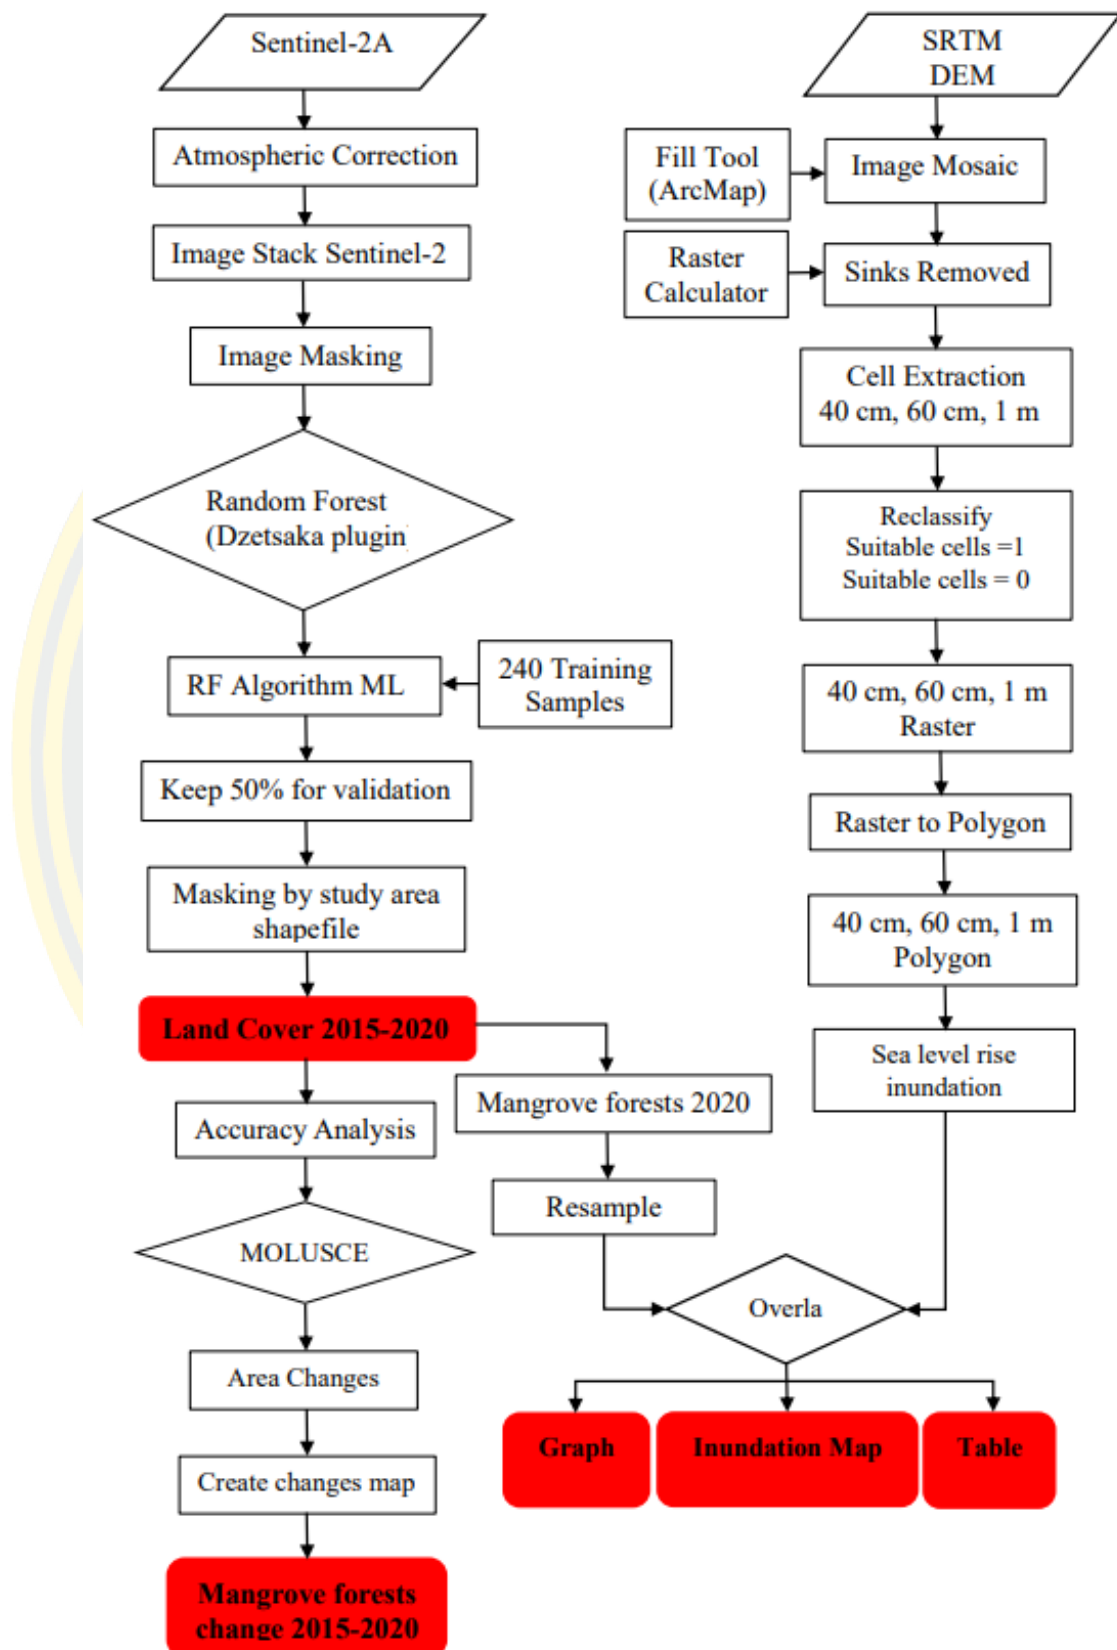 Sentinel-2A
Atmospheric Correction
Image Stack Sentinel-2
Image Masking
Random Forest
(Dzetsaka plugin)
RF Algorithm ML
240 Training
Samples
Keep 50% for validation
Masking by study area
shapefile
Land Cover 2015-2020
Accuracy Analysis
MOLUSCE
Area Changes
Create changes map
Mangrove forests
change 2015-2020
Mangrove forests 2020
Resample
SRTM
DEM
Fill Tool
(ArcMap)
Image Mosaic
Raster
Calculator
Sinks Removed
Cell Extraction
40 cm, 60 cm, 1 m
Reclassify
Suitable cells =1
Suitable cells = 0
40 cm, 60 cm, 1 m
Raster
Raster to Polygon
40 cm, 60 cm, 1 m
Polygon
Sea level rise
inundation
Overla
Graph
Inundation Map
Table